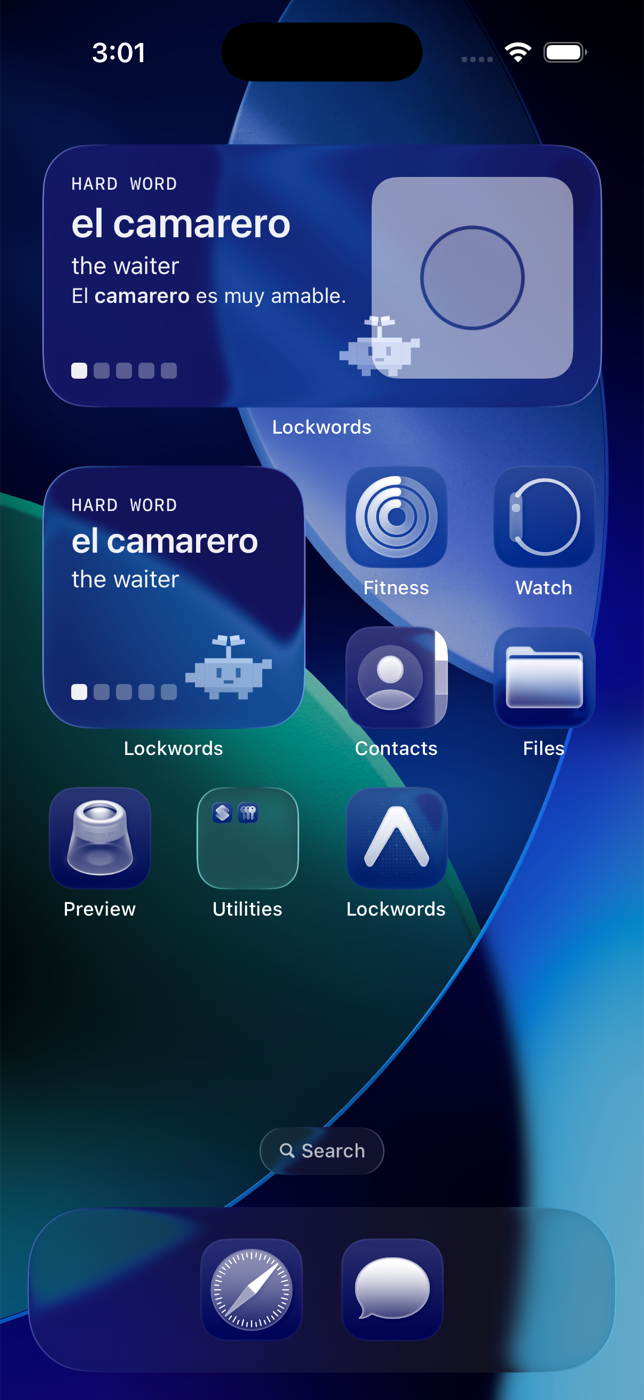 3:01
HARD WORD
el camarero
the waiter
El camarero es muy amable.
Lockwords
HARD WORD
el camarero
the waiter
Lockwords
Fitness
Watch
Contacts
Files
Preview
Utilities
Lockwords
Search